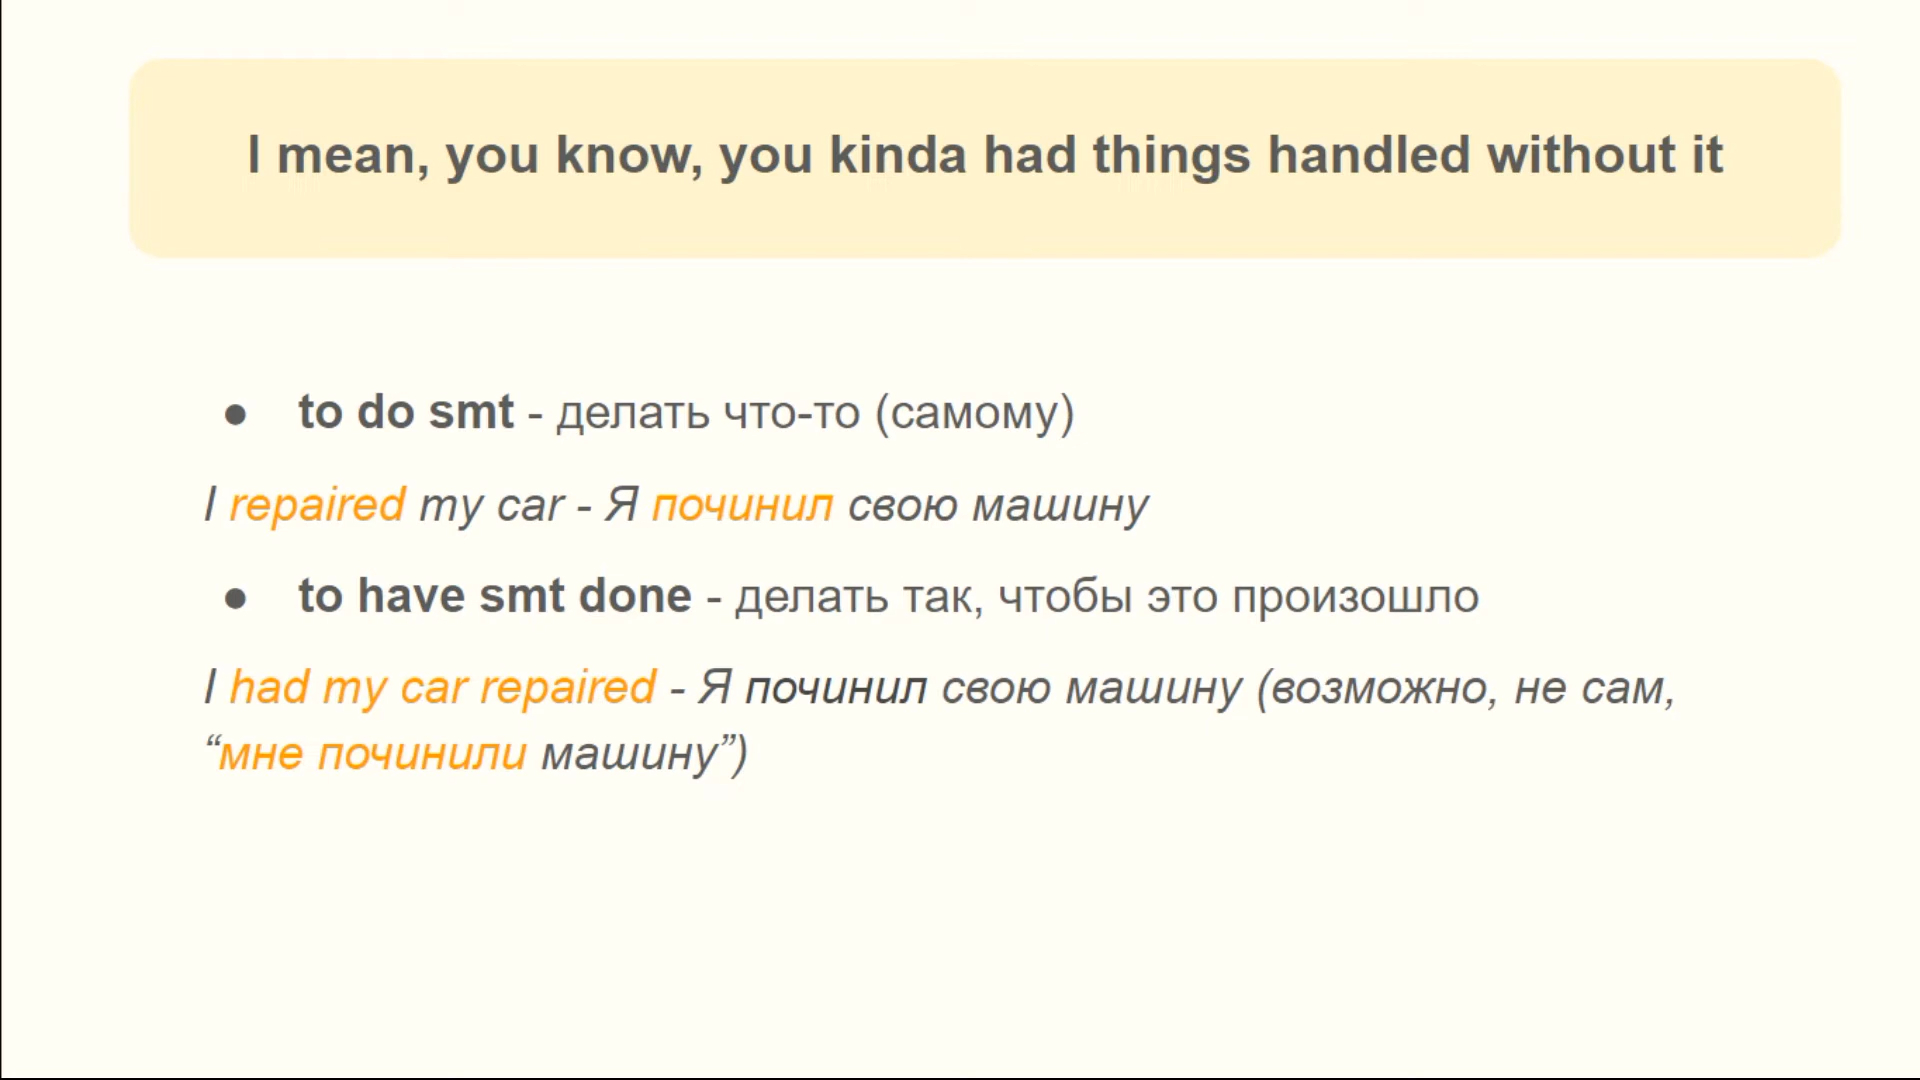 I mean, you know, you kinda had things handled without it
● to do smt - делать что-то (самому)
I repaired my car - Я починил свою машину
● to have smt done - делать так, чтобы это произошло
I had my car repaired - Я починил свою машину (возможно, не сам,
“мне починили машину”)